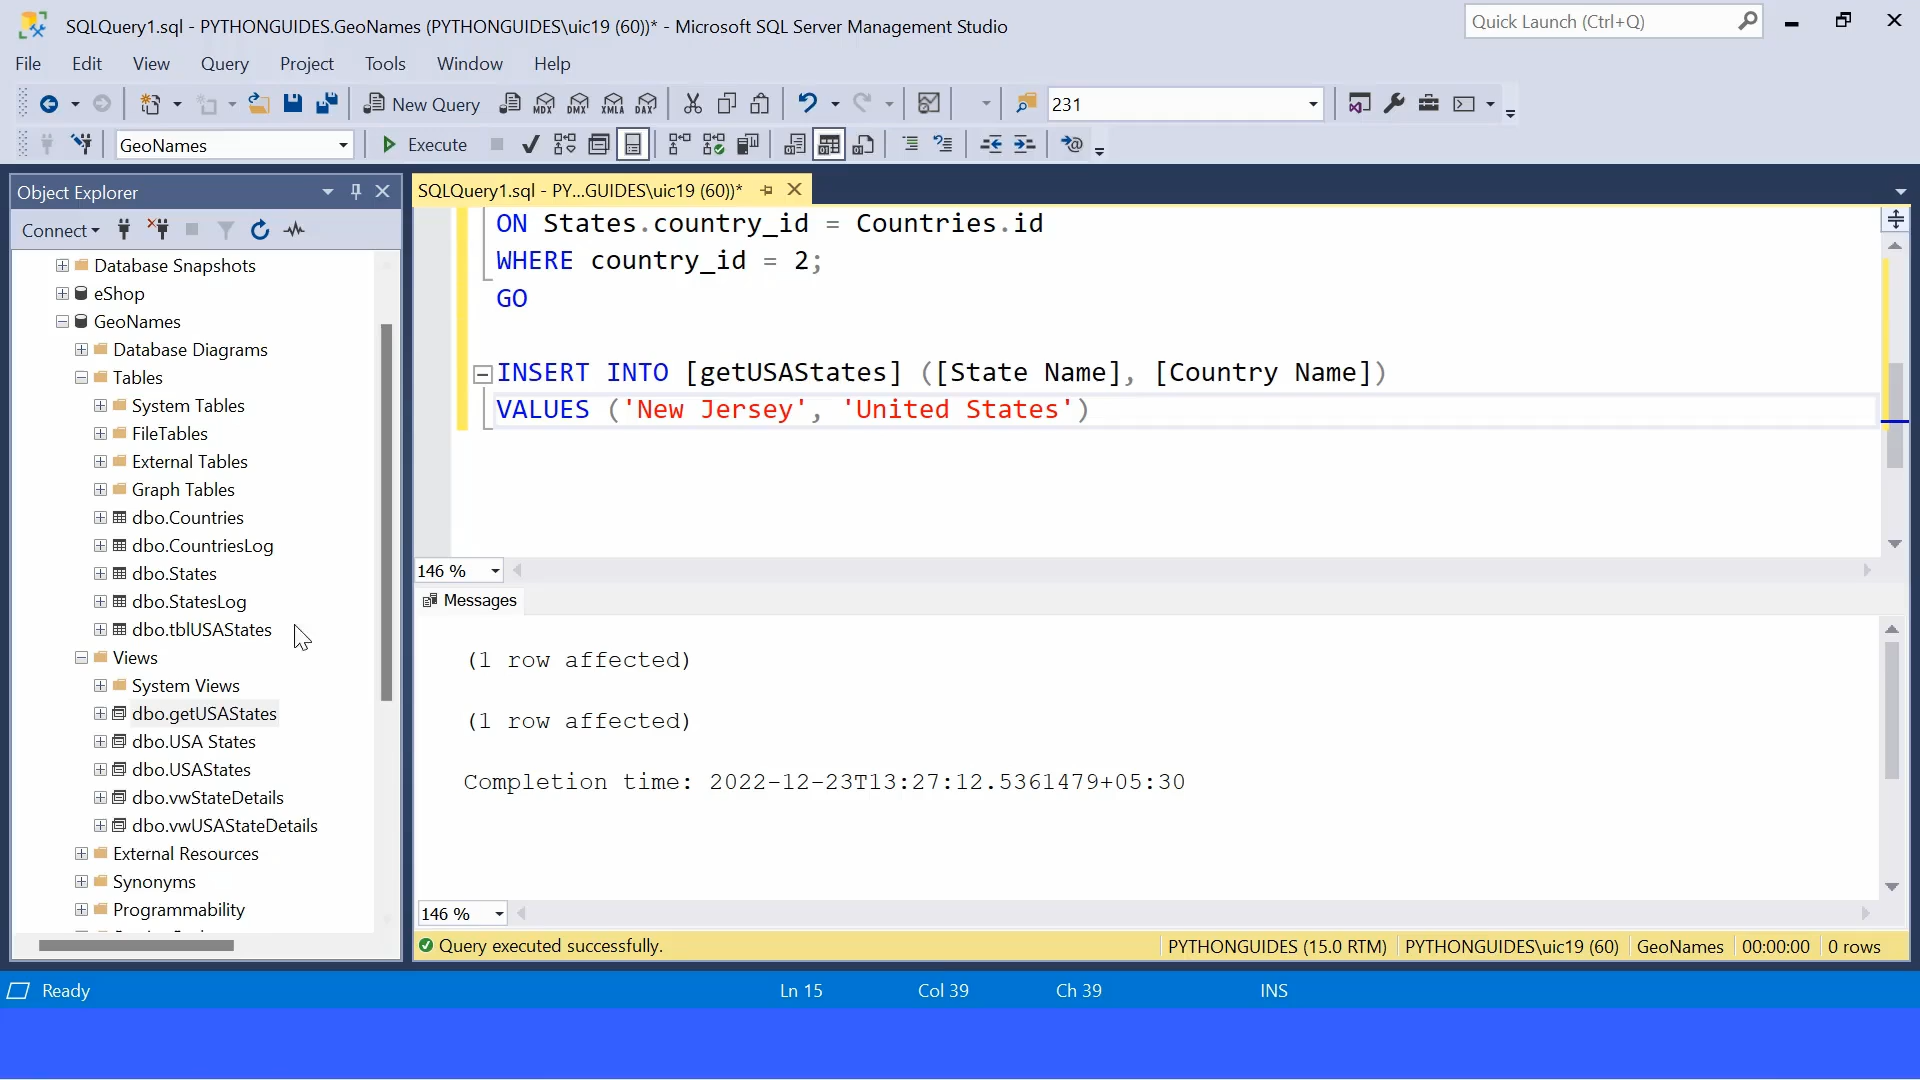 SQLQuery1.sql - PYTHONGUIDES.GeoNames (PYTHONGUIDES\uic19 (60))* - Microsoft SQL Server Management Studio
Quick Launch (Ctrl+Q)
File Edit View Query Project Tools Window Help
New Query MDX DMX XMLA DAX 231
GeoNames Execute
Object Explorer
SQLQuery1.sql - PY...GUIDES\uic19 (60))*
Connect
Database Snapshots
eShop
GeoNames
Database Diagrams
Tables
System Tables
FileTables
External Tables
Graph Tables
dbo.Countries
dbo.CountriesLog
dbo.States
dbo.StatesLog
dbo.tblUSAStates
Views
System Views
dbo.getUSAStates
dbo.USA States
dbo.USAStates
dbo.vwStateDetails
dbo.vwUSAStateDetails
External Resources
Synonyms
Programmability
ON States.country_id = Countries.id
WHERE country_id = 2;
GO
INSERT INTO [getUSAStates] ([State Name], [Country Name])
VALUES ('New Jersey', 'United States')
146 %
Messages
(1 row affected)
(1 row affected)
Completion time: 2022-12-23T13:27:12.5361479+05:30
146 %
Query executed successfully. PYTHONGUIDES (15.0 RTM) PYTHONGUIDES\uic19 (60) GeoNames 00:00:00 0 rows
Ready Ln 15 Col 39 Ch 39 INS